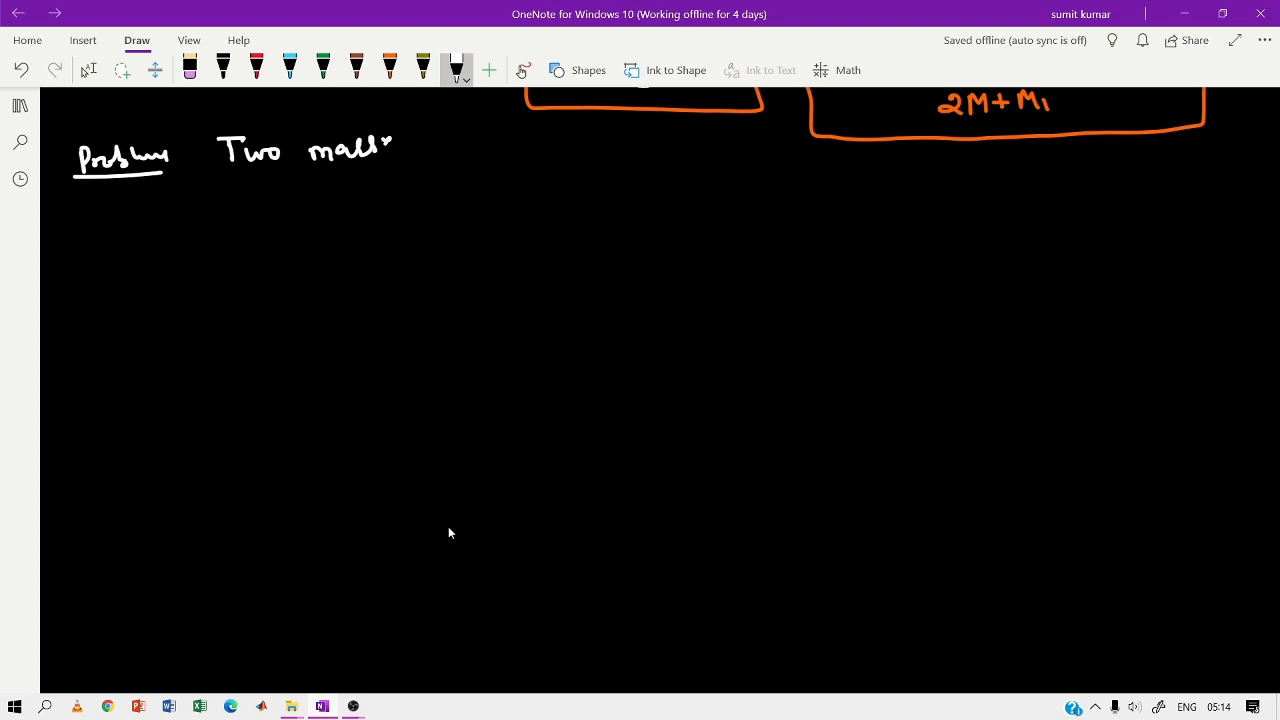 OneNote for Windows 10 (Working offline for 4 days)
sumit kumar
Home Insert Draw View Help
Saved offline (auto sync is off) Share
Shapes Ink to Shape Ink to Text Math
2M+M1
Problem Two mass
ENG 05:14